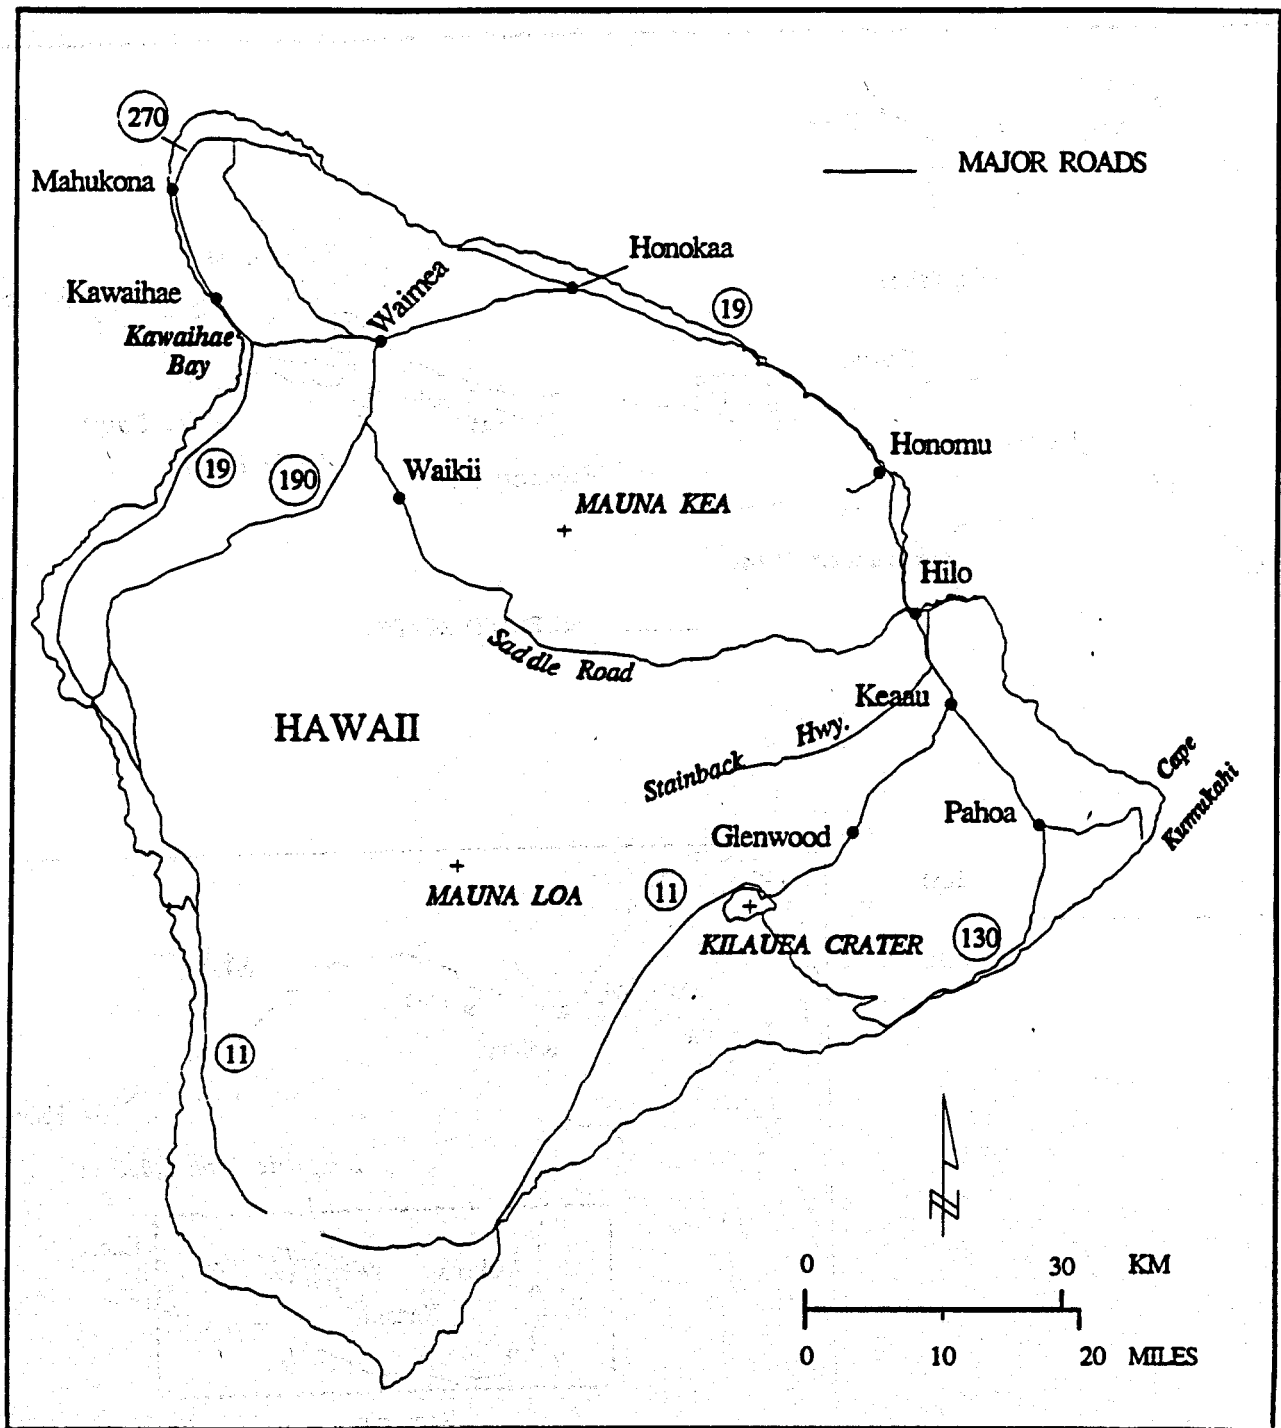 270
MAJOR ROADS
Mahukona
Honokaa
Waimea
Kawaihae
19
Kawaihae
Bay
Honomu
19
190
Waikii
MAUNA KEA
Hilo
Saddle Road
Keaau
HAWAII
Stainback Hwy.
Cape
Kumukahi
Pahoa
Glenwood
11
MAUNA LOA
KILAUEA CRATER
130
11
N
0 30 KM
0 10 20 MILES